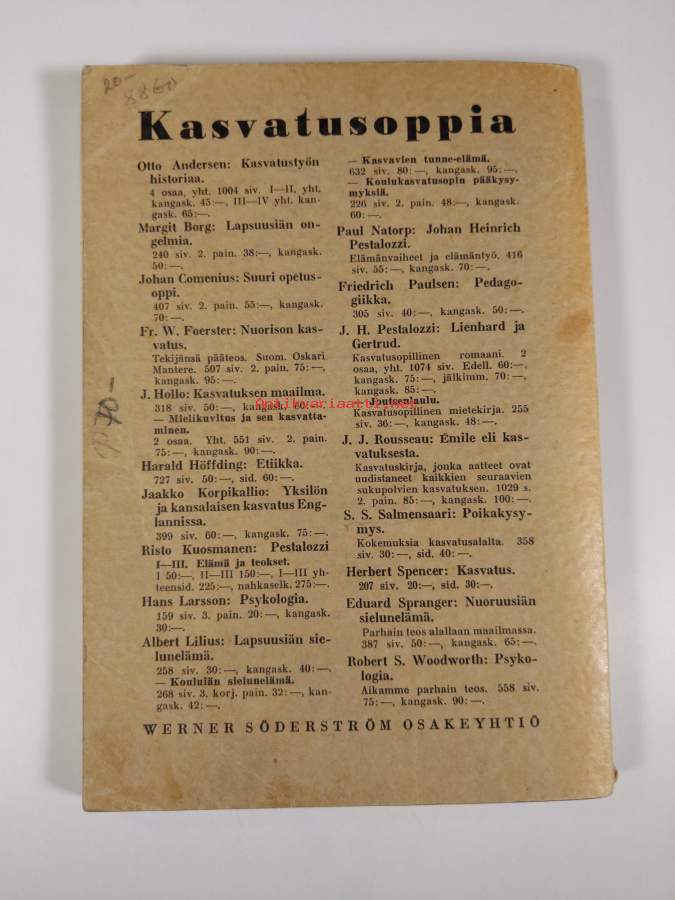 20-
8860
Kasvatusoppia
Otto Andersen: Kasvatustyön
historiaa.
4 osaa, yht. 1004 siv. I—II, yht.
kangask. 45:—, III—IV yht. kan-
gask. 65:—.
Margit Borg: Lapsuusiän on-
gelmia.
240 siv. 2. pain. 38:—, kangask.
50:—.
Johan Comenius: Suuri opetus-
oppi.
407 siv. 2. pain. 55:—, kangask.
70:—.
Fr. W. Foerster: Nuorison kas-
vatus.
Tekijänsä pääteos. Suom. Oskari
Mantere. 507 siv. 2. pain. 75:—,
kangask. 95:—.
J. Hollo: Kasvatuksen maailma.
318 siv. 50:—, kangask. 60:—.
— Mielikuvitus ja sen kasvatta-
minen.
2 osaa. Yht. 551 siv. 2. pain.
75:—, kangask. 90:—.
Harald Höffding: Etiikka.
727 siv. 50:—, sid. 60:—.
Jaakko Korpikallio: Yksilön
ja kansalaisen kasvatus Eng-
lannissa.
399 siv. 60:—, kangask. 75:—.
Risto Kuosmanen: Pestalozzi
I—III. Elämä ja teokset.
I 50:—, II—III 150:—, I—III yh-
teensid. 225:—, nahkaselk. 275:—.
Hans Larsson: Psykologia.
159 siv. 3. pain. 20:—, kangask.
30:—.
Albert Lilius: Lapsuusiän sie-
lunelämä.
258 siv. 30:—, kangask. 40:—.
— Kouluiän sielunelämä.
268 siv. 3. korj. pain. 32:—, kan-
gask. 42:—.
— Kasvavien tunne-elämä.
632 siv. 80:—, kangask. 95:—.
— Koulukasvatusopin pääkysy-
myksiä.
226 siv. 2. pain. 48:—, kangask.
60:—.
Paul Natorp: Johan Heinrich
Pestalozzi.
Elämänvaiheet ja elämäntyö. 416
siv. 55:—, kangask. 70:—.
Friedrich Paulsen: Pedago-
giikka.
305 siv. 40:—, kangask. 50:—.
J. H. Pestalozzi: Lienhard ja
Gertrud.
Kasvatusopillinen romaani. 2
osaa, yht. 1074 siv. Edell. 60:—,
kangask. 75:—, jälkimm. 70:—,
kangask. 85:—.
— Joutsenlaulu.
Kasvatusopillinen mietekirja. 255
siv. 36:—, kangask. 48:—.
J. J. Rousseau: Émile eli kas-
vatuksesta.
Kasvatuskirja, jonka aatteet ovat
uudistaneet kaikkien seuraavien
sukupolvien kasvatuksen. 1029 s.
2. pain. 85:—, kangask. 100:—.
S. S. Salmensaari: Poikakysy-
mys.
Kokemuksia kasvatusalalta. 358
siv. 30:—, sid. 40:—.
Herbert Spencer: Kasvatus.
207 siv. 20:—, sid. 30:—.
Eduard Spranger: Nuoruusiän
sielunelämä.
Parhain teos alallaan maailmassa.
387 siv. 50:—, kangask. 65:—.
Robert S. Woodworth: Psyko-
logia.
Aikamme parhain teos. 558 siv.
75:—, kangask. 90:—.
WERNER SÖDERSTRÖM OSAKEYHTIÖ
70-
Antikvariaatti.net